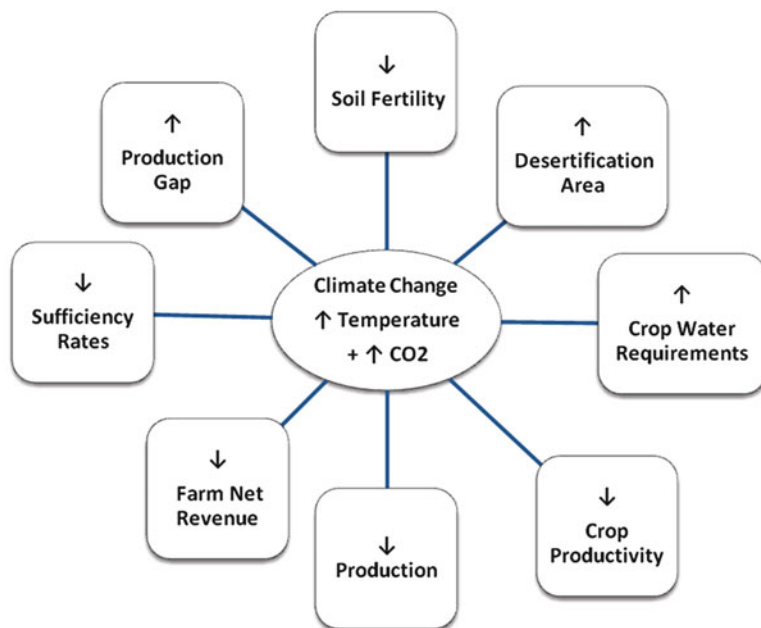 ↓
Soil Fertility
↑
Desertification
Area
↑
Crop Water
Requirements
↓
Crop
Productivity
↓
Production
↓
Farm Net
Revenue
↓
Sufficiency
Rates
↑
Production
Gap
Climate Change
↑ Temperature
+ ↑ CO2